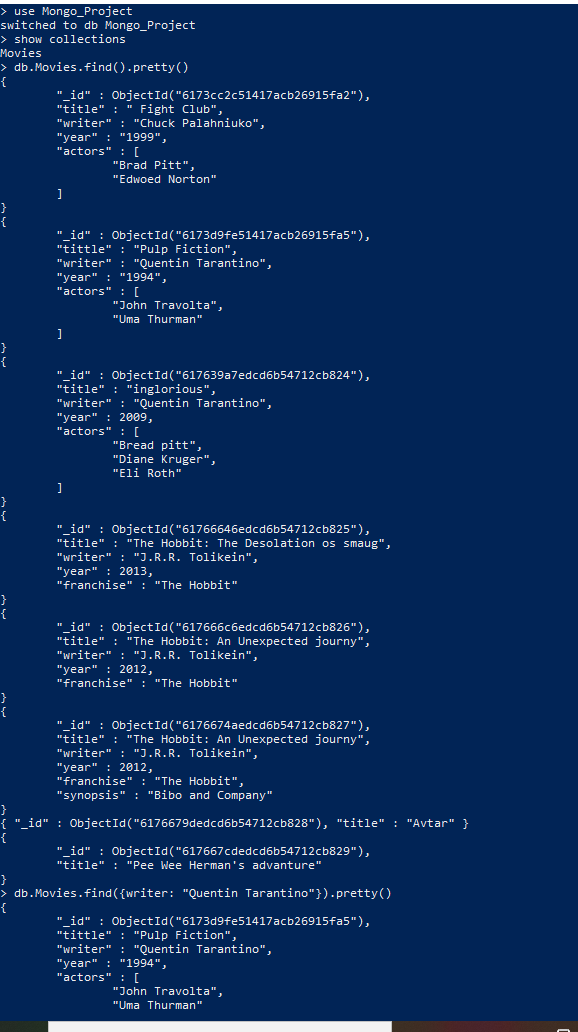 > use Mongo_Project
switched to db Mongo_Project
> show collections
Movies
> db.Movies.find().pretty()
{
        "_id" : ObjectId("6173cc2c51417acb26915fa2"),
        "title" : " Fight Club",
        "writer" : "Chuck Palahniuko",
        "year" : "1999",
        "actors" : [
                "Brad Pitt",
                "Edwoed Norton"
        ]
}
{
        "_id" : ObjectId("6173d9fe51417acb26915fa5"),
        "tittle" : "Pulp Fiction",
        "writer" : "Quentin Tarantino",
        "year" : "1994",
        "actors" : [
                "John Travolta",
                "Uma Thurman"
        ]
}
{
        "_id" : ObjectId("617639a7edcd6b54712cb824"),
        "title" : "inglorious",
        "writer" : "Quentin Tarantino",
        "year" : 2009,
        "actors" : [
                "Bread pitt",
                "Diane Kruger",
                "Eli Roth"
        ]
}
{
        "_id" : ObjectId("61766646edcd6b54712cb825"),
        "title" : "The Hobbit: The Desolation os smaug",
        "writer" : "J.R.R. Tolikein",
        "year" : 2013,
        "franchise" : "The Hobbit"
}
{
        "_id" : ObjectId("617666c6edcd6b54712cb826"),
        "title" : "The Hobbit: An Unexpected journy",
        "writer" : "J.R.R. Tolikein",
        "year" : 2012,
        "franchise" : "The Hobbit"
}
{
        "_id" : ObjectId("6176674aedcd6b54712cb827"),
        "title" : "The Hobbit: An Unexpected journy",
        "writer" : "J.R.R. Tolikein",
        "year" : 2012,
        "franchise" : "The Hobbit",
        "synopsis" : "Bibo and Company"
}
{ "_id" : ObjectId("6176679dedcd6b54712cb828"), "title" : "Avtar" }
{
        "_id" : ObjectId("617667cdedcd6b54712cb829"),
        "title" : "Pee Wee Herman's advanture"
}
> db.Movies.find({writer: "Quentin Tarantino"}).pretty()
{
        "_id" : ObjectId("6173d9fe51417acb26915fa5"),
        "tittle" : "Pulp Fiction",
        "writer" : "Quentin Tarantino",
        "year" : "1994",
        "actors" : [
                "John Travolta",
                "Uma Thurman"